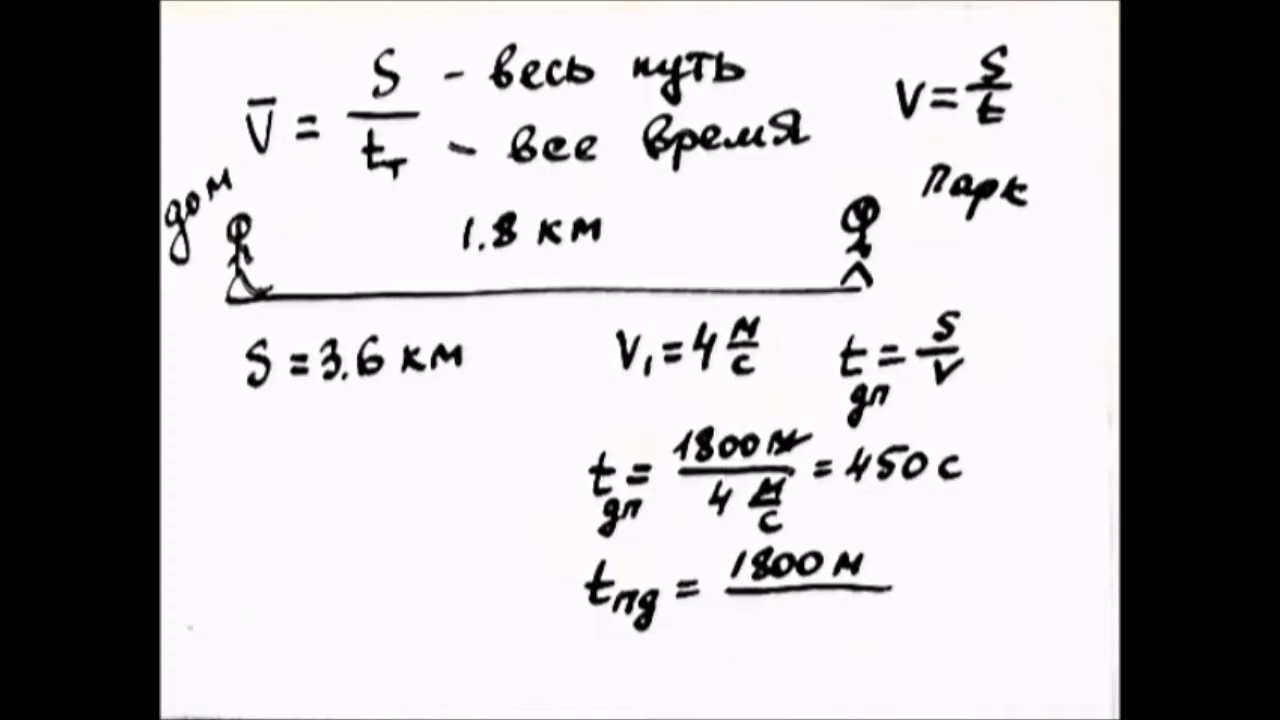 V̅ = S/tт
S - весь путь
tт - все время
V = S/t
дом
1.8 км
Парк
S = 3.6 км
V₁ = 4 м/с
tдп = S/V
tдп = 1800 м / 4 м/с = 450 с
tпд = 1800 м